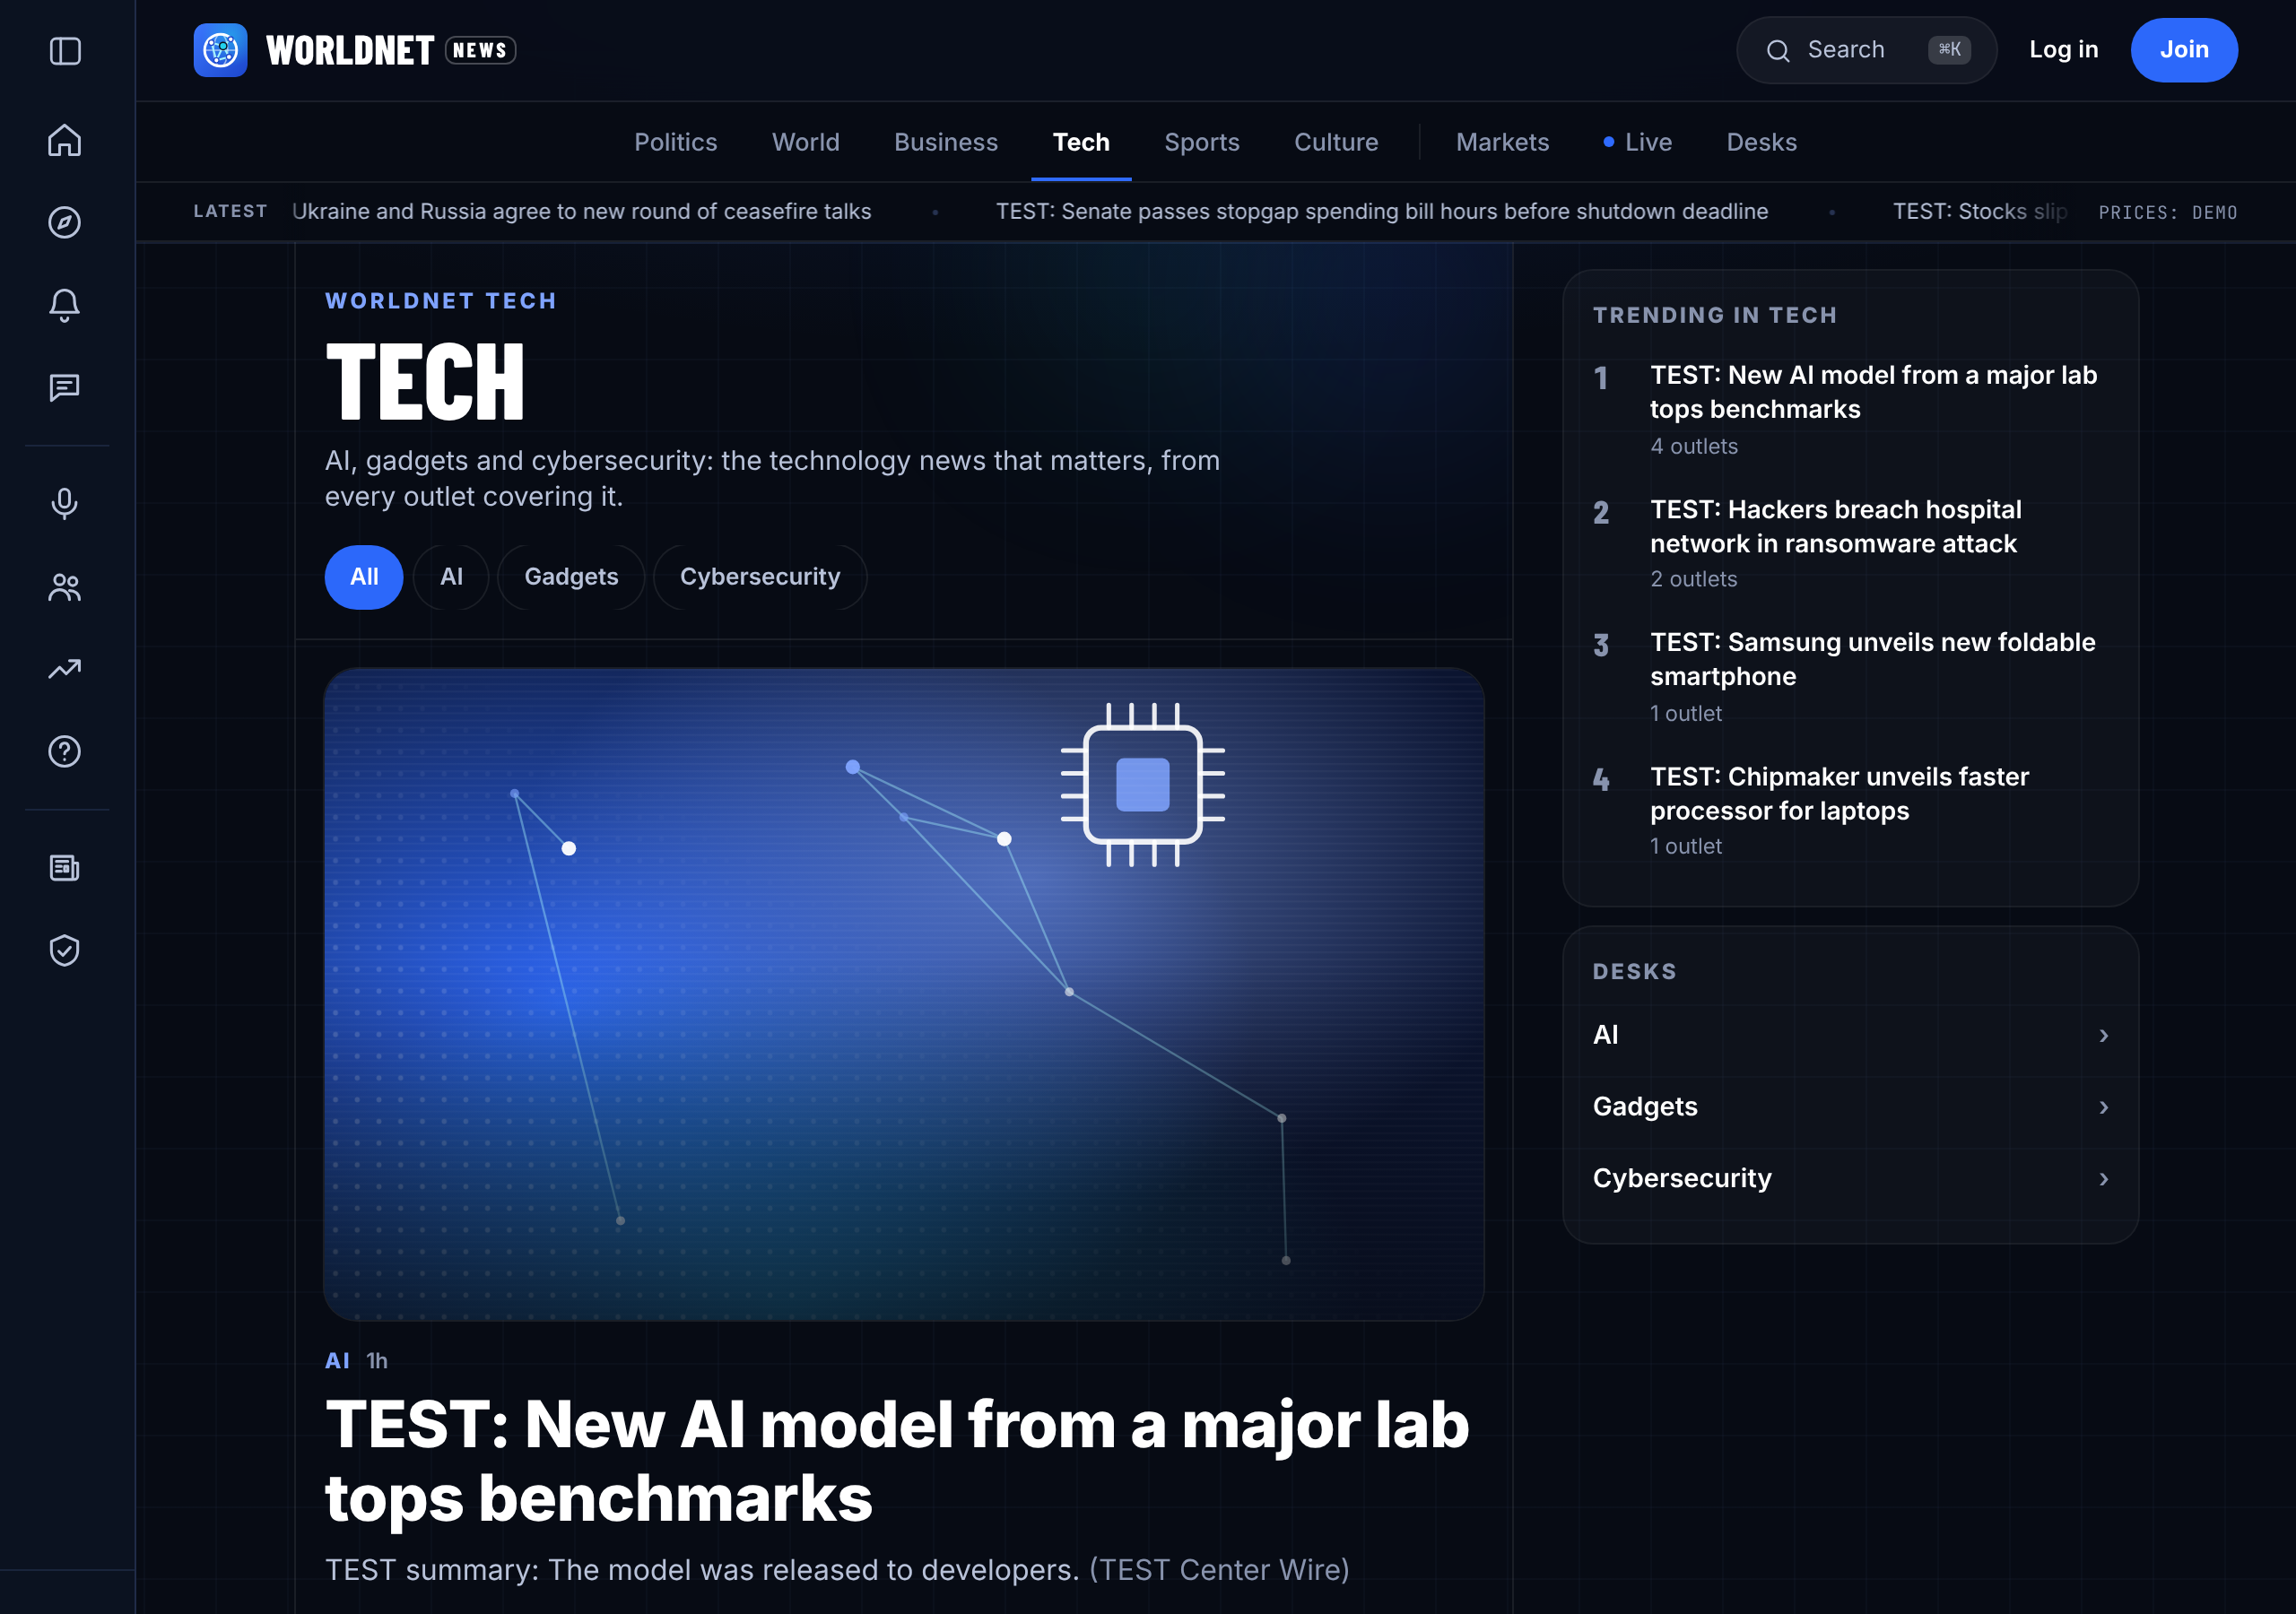 WORLDNET NEWS
Search ⌘K Log in Join
Politics World Business Tech Sports Culture Markets Live Desks
LATEST Ukraine and Russia agree to new round of ceasefire talks • TEST: Senate passes stopgap spending bill hours before shutdown deadline • TEST: Stocks slip PRICES: DEMO
WORLDNET TECH
TECH
AI, gadgets and cybersecurity: the technology news that matters, from
every outlet covering it.
All AI Gadgets Cybersecurity
AI 1h
TEST: New AI model from a major lab
tops benchmarks
TEST summary: The model was released to developers. (TEST Center Wire)
TRENDING IN TECH
1 TEST: New AI model from a major lab
tops benchmarks
4 outlets
2 TEST: Hackers breach hospital
network in ransomware attack
2 outlets
3 TEST: Samsung unveils new foldable
smartphone
1 outlet
4 TEST: Chipmaker unveils faster
processor for laptops
1 outlet
DESKS
AI
Gadgets
Cybersecurity